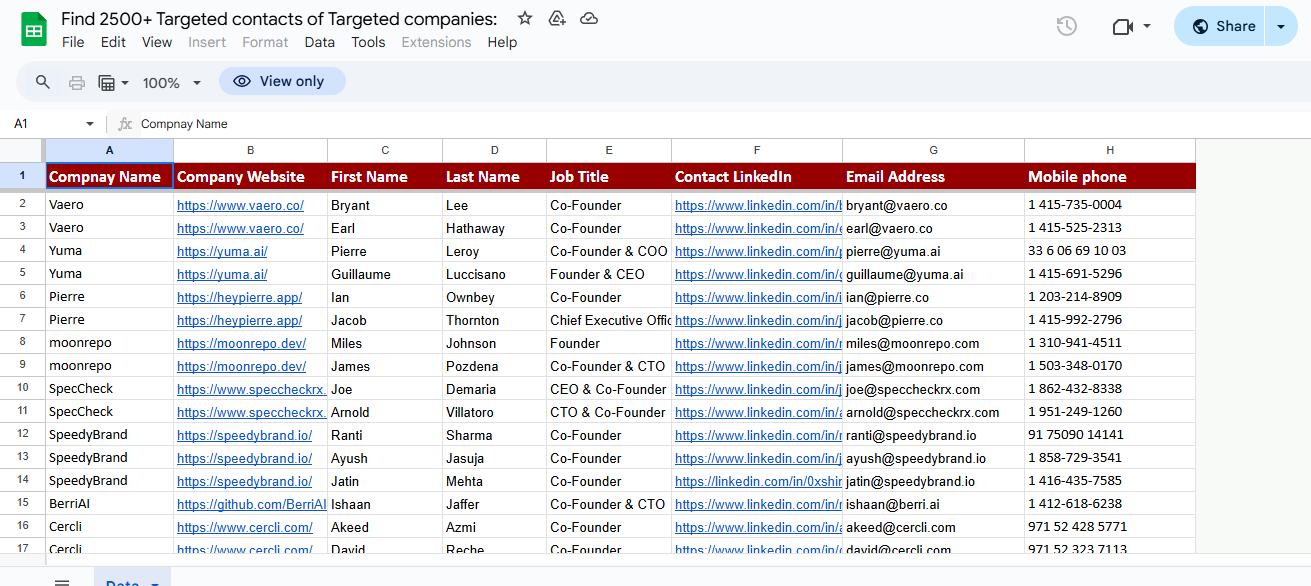 Find 2500+ Targeted contacts of Targeted companies:
File Edit View Insert Format Data Tools Extensions Help
Share
100% View only
A1 fx Compnay Name
A B C D E F G H
1 Compnay Name Company Website First Name Last Name Job Title Contact LinkedIn Email Address Mobile phone
2 Vaero https://www.vaero.co/ Bryant Lee Co-Founder https://www.linkedin.com/in/ bryant@vaero.co 1 415-735-0004
3 Vaero https://www.vaero.co/ Earl Hathaway Co-Founder https://www.linkedin.com/in/ earl@vaero.co 1 415-525-2313
4 Yuma https://yuma.ai/ Pierre Leroy Co-Founder & COO https://www.linkedin.com/in/ pierre@yuma.ai 33 6 06 69 10 03
5 Yuma https://yuma.ai/ Guillaume Luccisano Founder & CEO https://www.linkedin.com/in/ guillaume@yuma.ai 1 415-691-5296
6 Pierre https://heypierre.app/ Ian Ownbey Co-Founder https://www.linkedin.com/in/i ian@pierre.co 1 203-214-8909
7 Pierre https://heypierre.app/ Jacob Thornton Chief Executive Offic https://www.linkedin.com/in/j jacob@pierre.co 1 415-992-2796
8 moonrepo https://moonrepo.dev/ Miles Johnson Founder https://www.linkedin.com/in/ miles@moonrepo.com 1 310-941-4511
9 moonrepo https://moonrepo.dev/ James Pozdena Co-Founder & CTO https://www.linkedin.com/in/j james@moonrepo.com 1 503-348-0170
10 SpecCheck https://www.speccheckrx. Joe Demaria CEO & Co-Founder https://www.linkedin.com/in/j joe@speccheckrx.com 1 862-432-8338
11 SpecCheck https://www.speccheckrx. Arnold Villatoro CTO & Co-Founder https://www.linkedin.com/in/ arnold@speccheckrx.com 1 951-249-1260
12 SpeedyBrand https://speedybrand.io/ Ranti Sharma Co-Founder https://www.linkedin.com/in/ ranti@speedybrand.io 91 75090 14141
13 SpeedyBrand https://speedybrand.io/ Ayush Jasuja Co-Founder https://www.linkedin.com/in/j ayush@speedybrand.io 1 858-729-3541
14 SpeedyBrand https://speedybrand.io/ Jatin Mehta Co-Founder https://linkedin.com/in/0xshi jatin@speedybrand.io 1 416-435-7585
15 BerriAI https://github.com/BerriAI Ishaan Jaffer Co-Founder & CTO https://www.linkedin.com/in/ ishaan@berri.ai 1 412-618-6238
16 Cercli https://www.cercli.com/ Akeed Azmi Co-Founder https://www.linkedin.com/in/ akeed@cercli.com 971 52 428 5771
17 Cercli https://www.cercli.com/ David Reche Co-Founder https://www.linkedin.com/in/ david@cercli.com 971 52 323 7113
Data